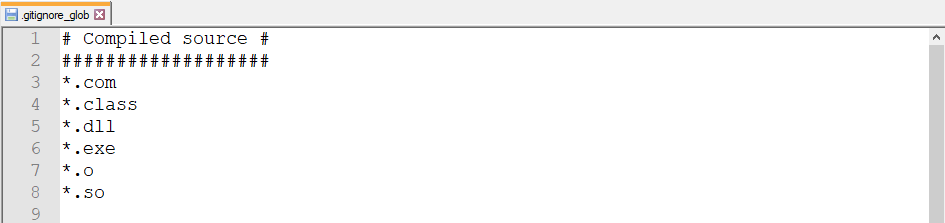 .gitignore_glob
1 # Compiled source #
2 ###################
3 *.com
4 *.class
5 *.dll
6 *.exe
7 *.o
8 *.so
9